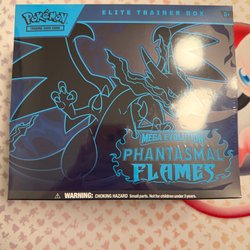 Pokémon
TRADING CARD GAME
ELITE TRAINER BOX
MEGA EVOLUTION
PHANTASMAL
FLAMES
WARNING:
CHOKING HAZARD Small parts. Not for children under 3 years.